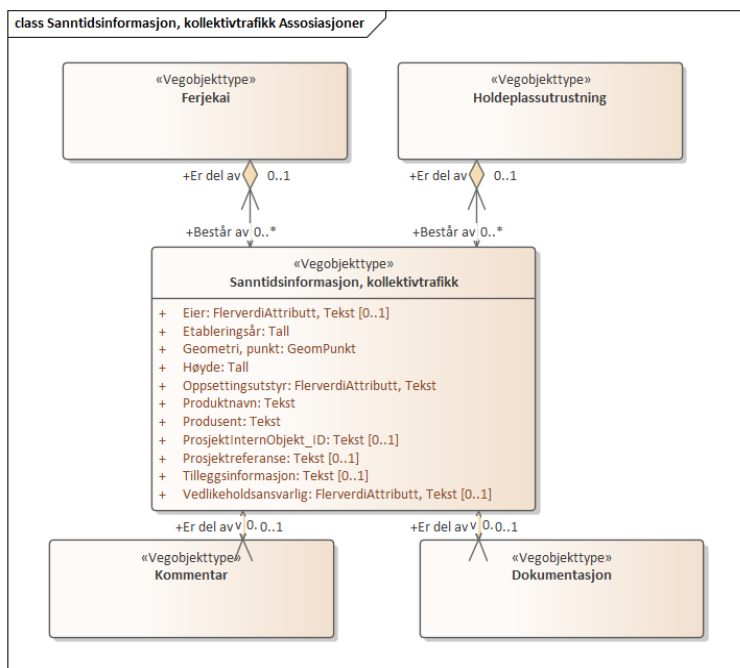 class Sanntidsinformasjon, kollektivtrafikk Assosiasjoner
«Vegobjekttype»
Ferjekai
«Vegobjekttype»
Holdeplassutrustning
+Er del av 0..1
+Er del av 0..1
+Består av 0..*
+Består av 0..*
«Vegobjekttype»
Sanntidsinformasjon, kollektivtrafikk
+ Eier: FlerverdiAttributt, Tekst [0..1]
+ Etableringsår: Tall
+ Geometri, punkt: GeomPunkt
+ Høyde: Tall
+ Oppsettingsutstyr: FlerverdiAttributt, Tekst
+ Produktnavn: Tekst
+ Produsent: Tekst
+ ProsjektInternObjekt_ID: Tekst [0..1]
+ Prosjektreferanse: Tekst [0..1]
+ Tilleggsinformasjon: Tekst [0..1]
+ Vedlikeholdsansvarlig: FlerverdiAttributt, Tekst [0..1]
+Er del av 0..1
+Er del av 0..1
«Vegobjekttype»
Kommentar
«Vegobjekttype»
Dokumentasjon